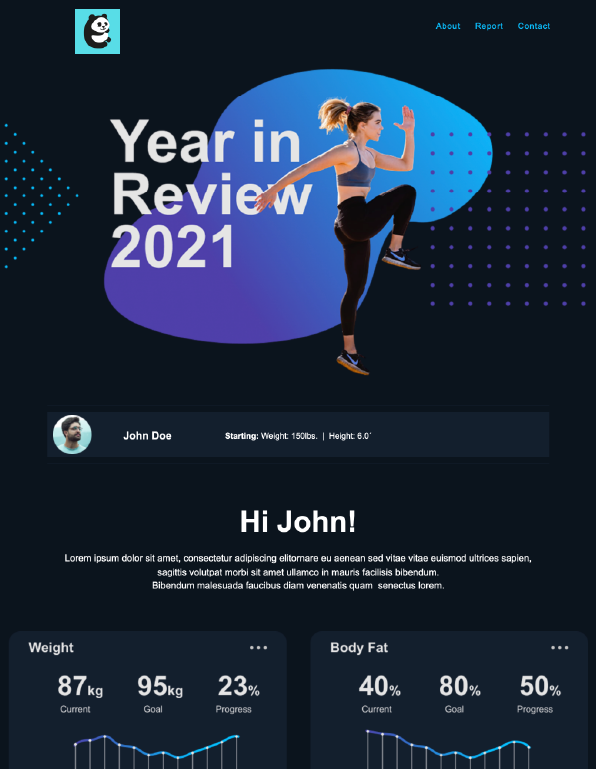 About Report Contact
Year in
Review
2021
John Doe Starting: Weight: 150lbs. | Height: 6.0´
Hi John!
Lorem ipsum dolor sit amet, consectetur adipiscing elitornare eu aenean sed vitae vitae euismod ultrices sapien,
sagittis volutpat morbi sit amet ullamco in mauris facilisis bibendum.
Bibendum malesuada faucibus diam venenatis quam senectus lorem.
Weight
87kg 95kg 23%
Current Goal Progress
Body Fat
40% 80% 50%
Current Goal Progress